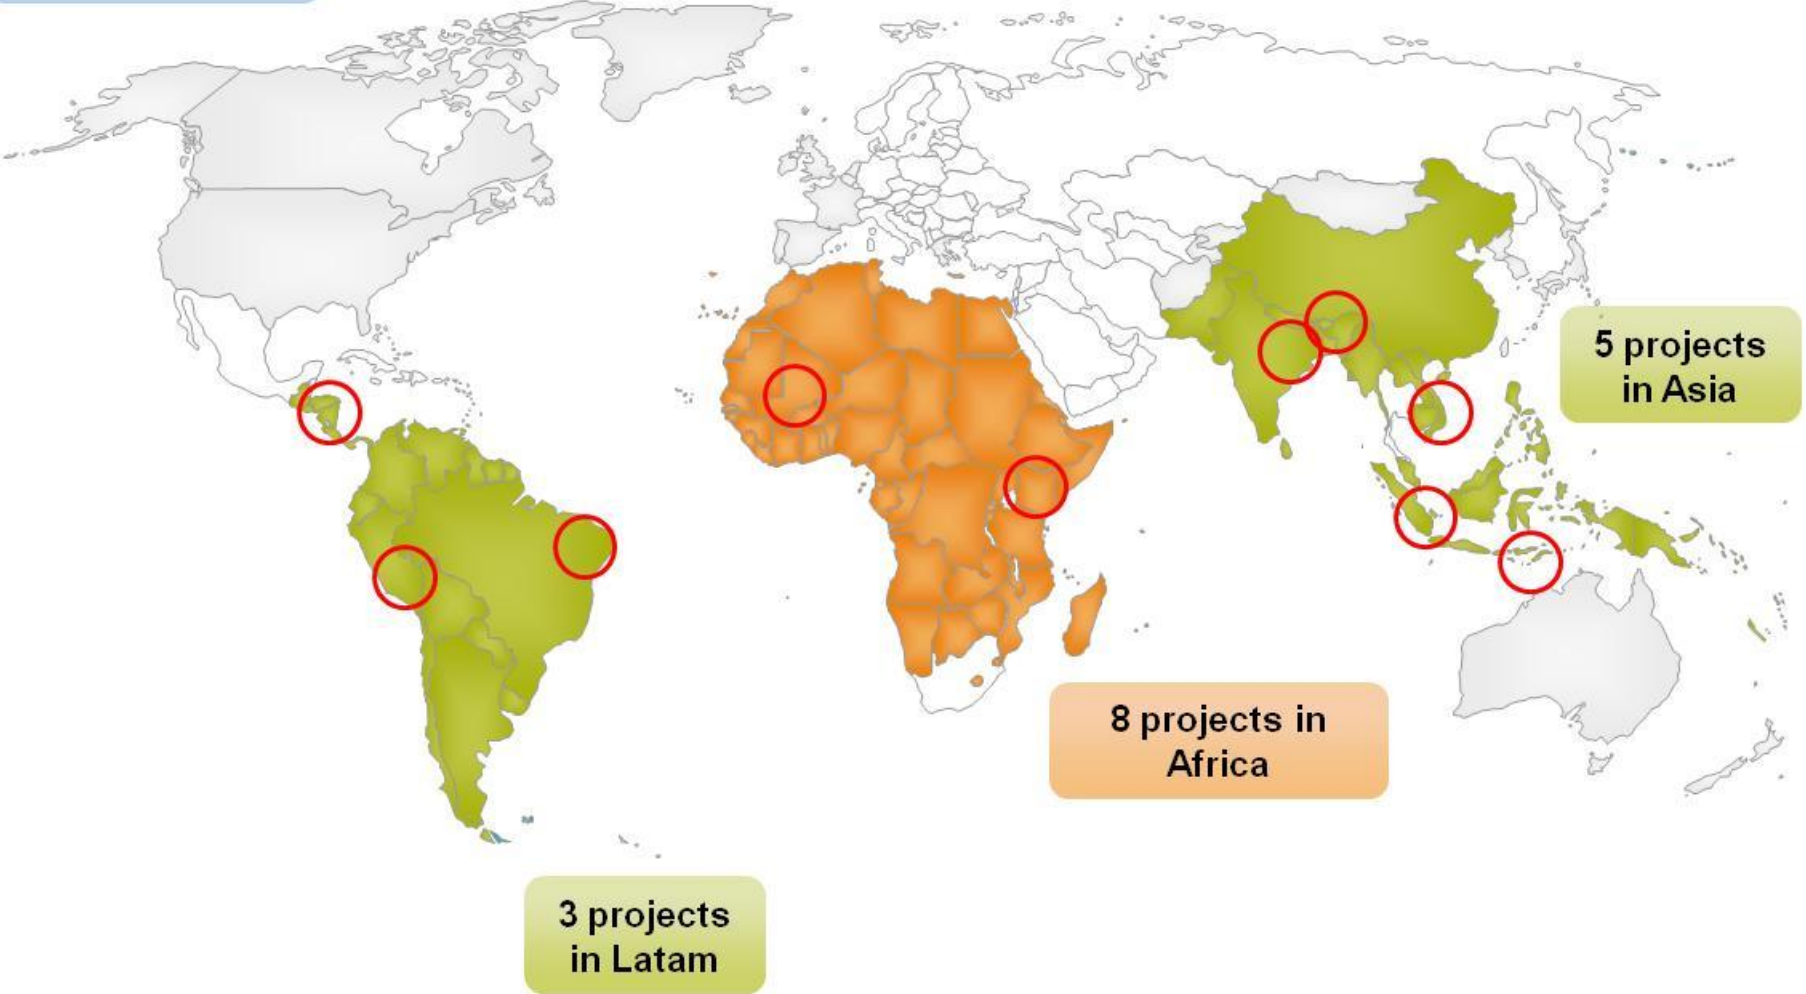 5 projects
in Asia
8 projects in
Africa
3 projects
in Latam